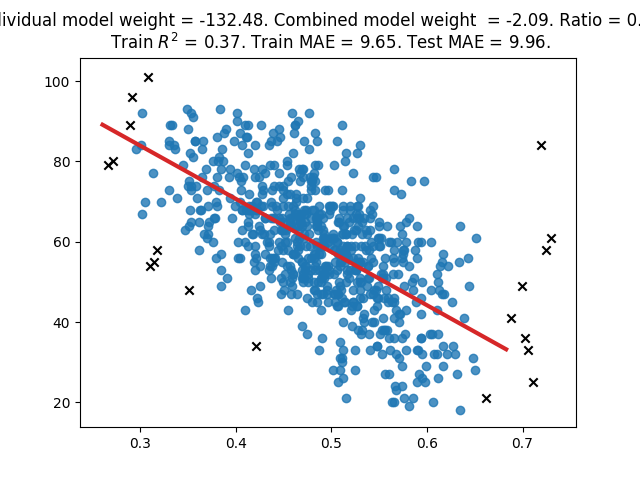 dividual model weight = -132.48. Combined model weight = -2.09. Ratio = 0.
Train R² = 0.37. Train MAE = 9.65. Test MAE = 9.96.
100
80
60
40
20
0.3 0.4 0.5 0.6 0.7